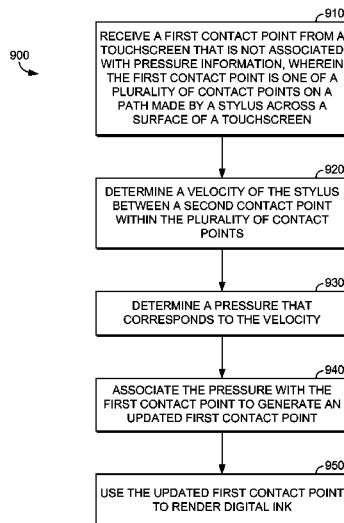 900
910
RECEIVE A FIRST CONTACT POINT FROM A
TOUCHSCREEN THAT IS NOT ASSOCIATED
WITH PRESSURE INFORMATION, WHEREIN
THE FIRST CONTACT POINT IS ONE OF A
PLURALITY OF CONTACT POINTS ON A
PATH MADE BY A STYLUS ACROSS A
SURFACE OF A TOUCHSCREEN
920
DETERMINE A VELOCITY OF THE STYLUS
BETWEEN A SECOND CONTACT POINT
WITHIN THE PLURALITY OF CONTACT
POINTS
930
DETERMINE A PRESSURE THAT
CORRESPONDS TO THE VELOCITY
940
ASSOCIATE THE PRESSURE WITH THE
FIRST CONTACT POINT TO GENERATE AN
UPDATED FIRST CONTACT POINT
950
USE THE UPDATED FIRST CONTACT POINT
TO RENDER DIGITAL INK